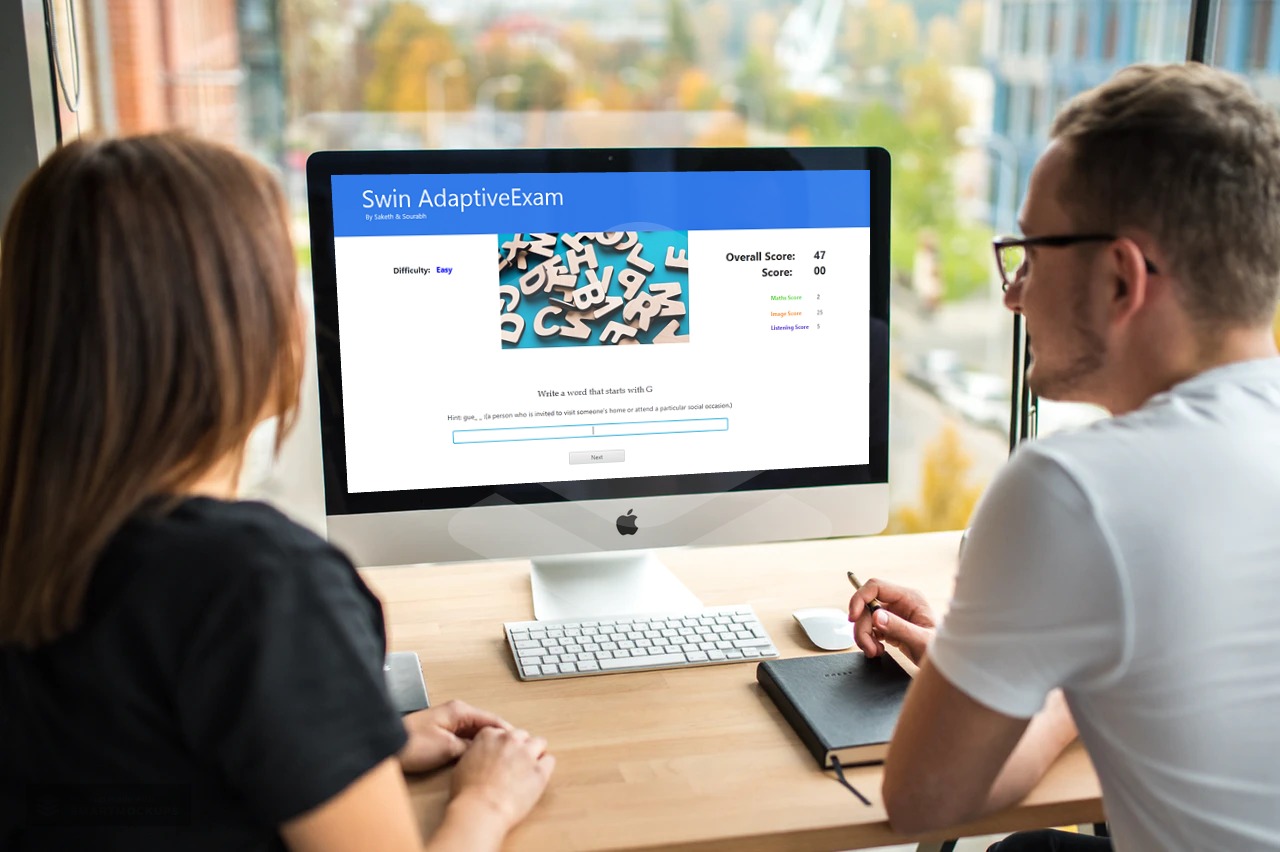 Swin AdaptiveExam
By Saketh & Sourabh
Difficulty: Easy
Overall Score: 47
Score: 00
Maths Score 2
Image Score 25
Listening Score 5
Write a word that starts with G
Hint: gue_ _ :(a person who is invited to visit someone's home or attend a particular social occasion.)
Next